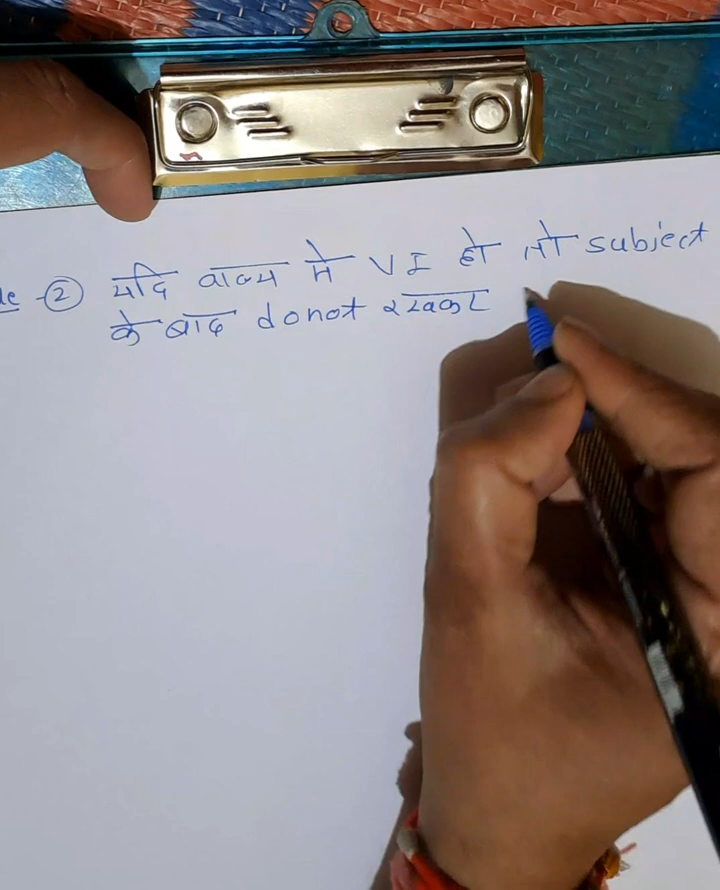 le -② यदि वाक्य मे VI हो तो subject
के बाद donot रखकर